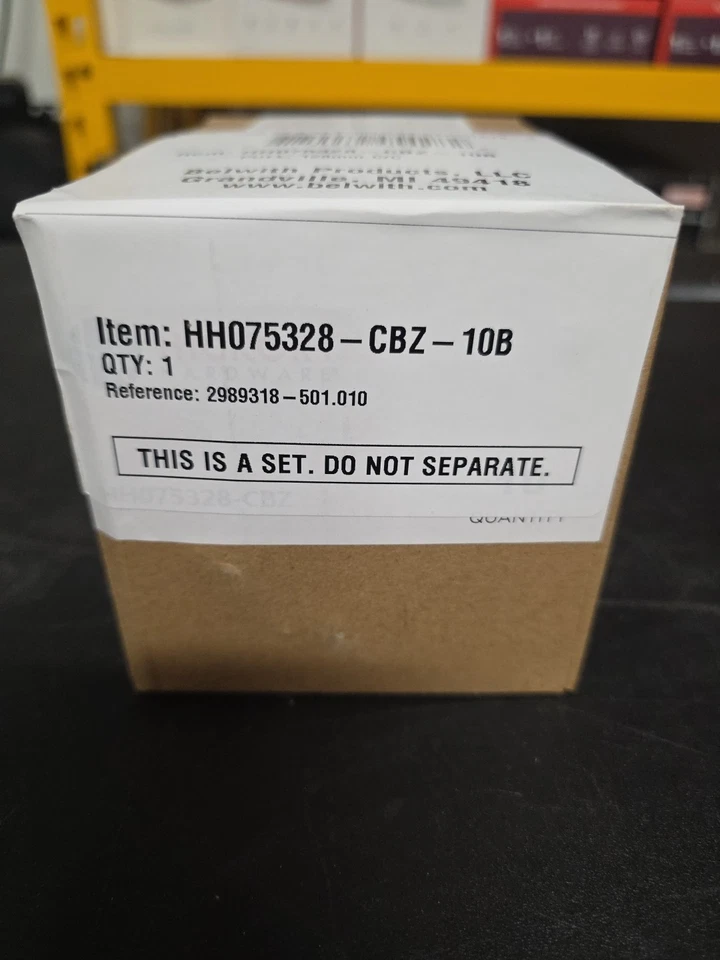 Belwith Products, LLC
Grandville, MI 49418
www.belwith.com
Item: HH075328-CBZ-10B
QTY: 1
Reference: 2989318-501.010
THIS IS A SET. DO NOT SEPARATE.
HH075328-CBZ
QUANTITY